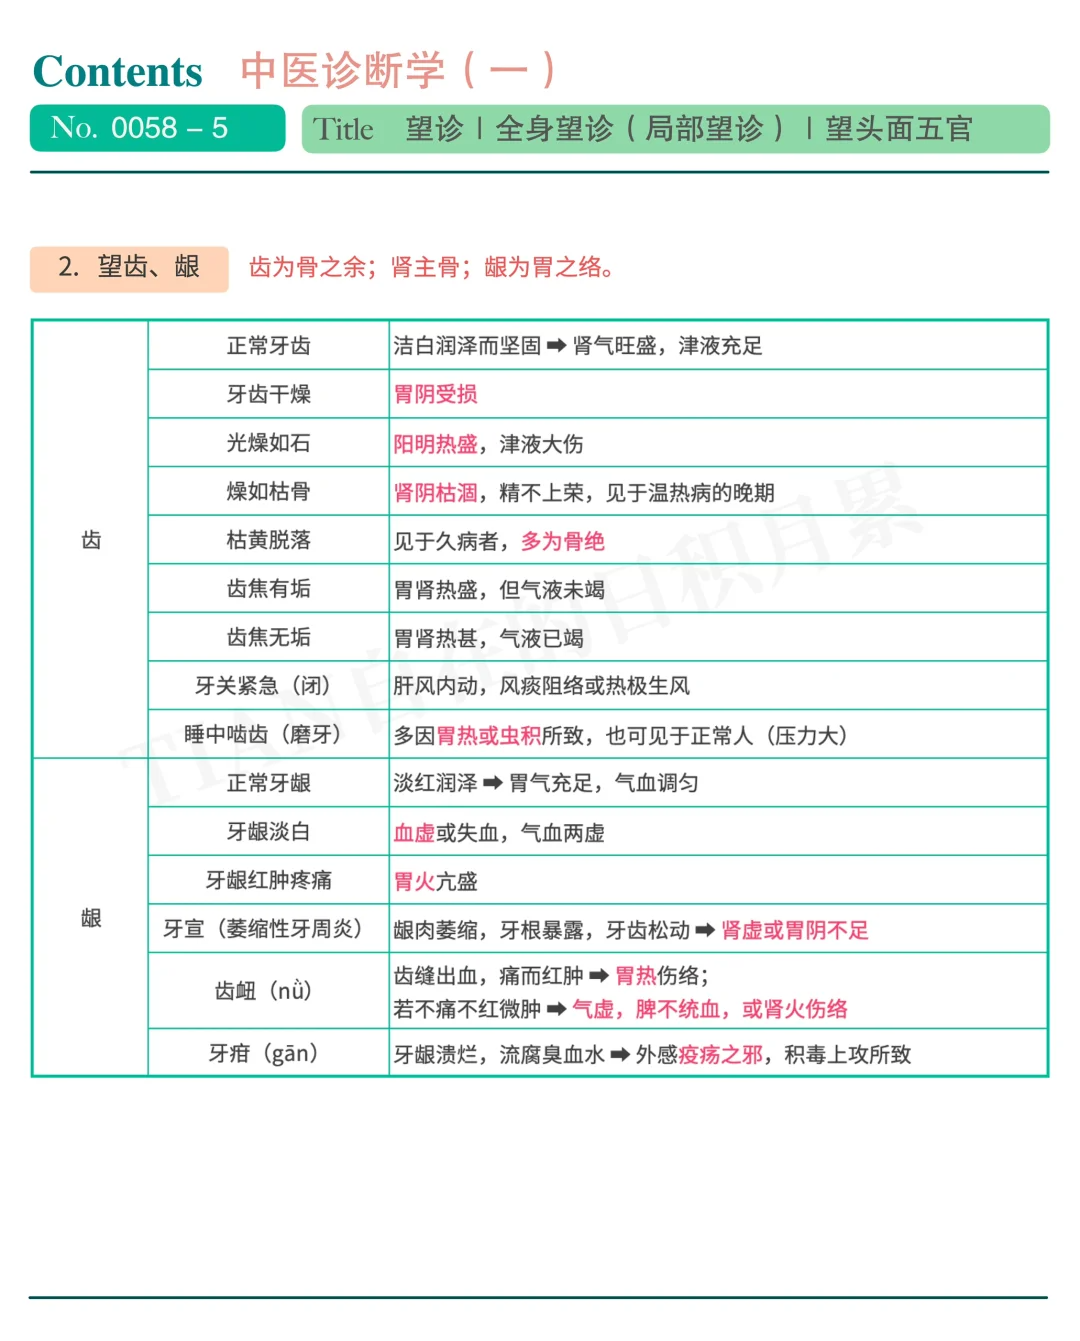 Contents 中医诊断学（一）
No. 0058 – 5 Title 望诊 | 全身望诊（局部望诊） | 望头面五官
2. 望齿、龈 齿为骨之余；肾主骨；龈为胃之络。
齿
正常牙齿 洁白润泽而坚固 ➡ 肾气旺盛，津液充足
牙齿干燥 胃阴受损
光燥如石 阳明热盛，津液大伤
燥如枯骨 肾阴枯涸，精不上荣，见于温热病的晚期
枯黄脱落 见于久病者，多为骨绝
齿焦有垢 胃肾热盛，但气液未竭
齿焦无垢 胃肾热甚，气液已竭
牙关紧急（闭） 肝风内动，风痰阻络或热极生风
睡中啮齿（磨牙） 多因胃热或虫积所致，也可见于正常人（压力大）
龈
正常牙龈 淡红润泽 ➡ 胃气充足，气血调匀
牙龈淡白 血虚或失血，气血两虚
牙龈红肿疼痛 胃火亢盛
牙宣（萎缩性牙周炎） 龈肉萎缩，牙根暴露，牙齿松动 ➡ 肾虚或胃阴不足
齿衄（nǜ） 齿缝出血，痛而红肿 ➡ 胃热伤络；
若不痛不红微肿 ➡ 气虚，脾不统血，或肾火伤络
牙疳（gān） 牙龈溃烂，流腐臭血水 ➡ 外感疫疡之邪，积毒上攻所致
TIAN自在的日积月累